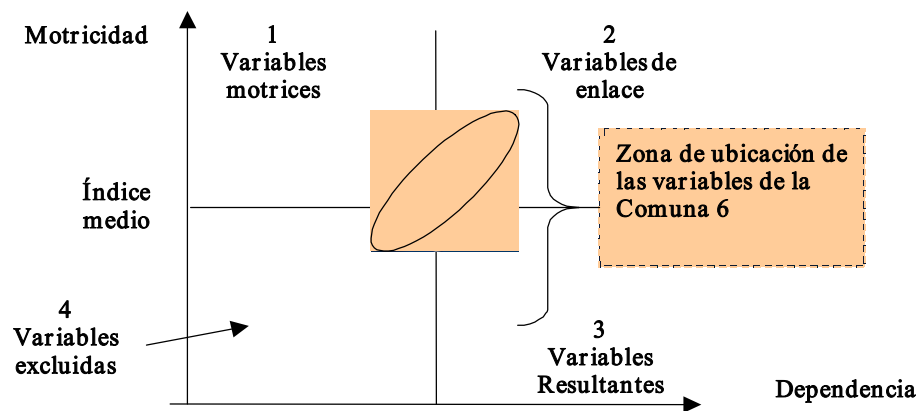 Motricidad
1
Variables
motrices
2
Variables de
enlace
Zona de ubicación de
las variables de la
Comuna 6
Índice
medio
4
Variables
excluidas
3
Variables
Resultantes
Dependencia